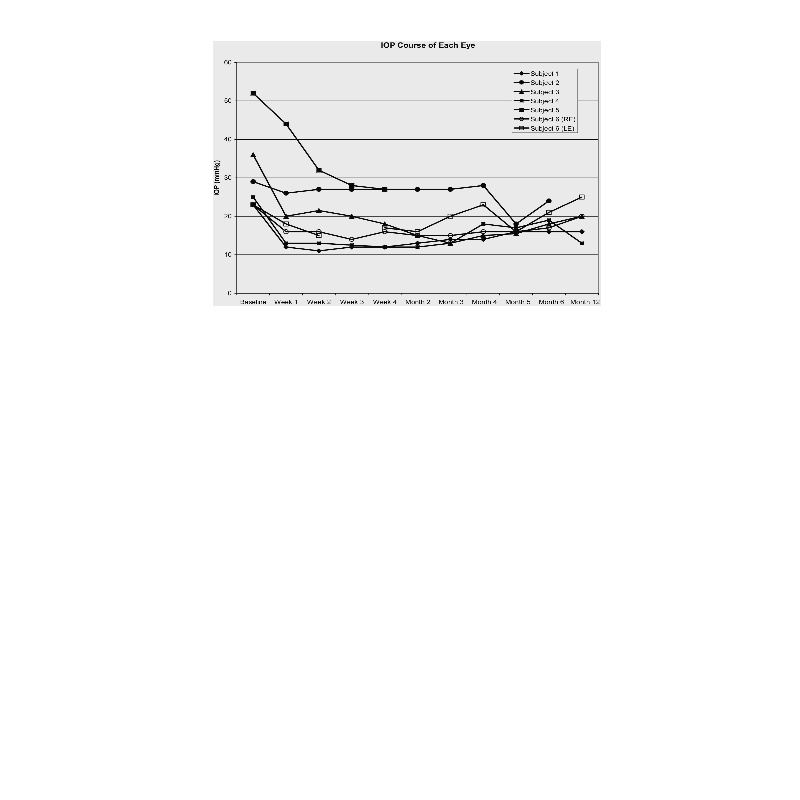 IOP Course of Each Eye
60
50
40
30
20
10
0
IOP (mmHg)
Subject 1
Subject 2
Subject 3
Subject 4
Subject 5
Subject 6 (RE)
Subject 6 (LE)
Baseline Week 1 Week 2 Week 3 Week 4 Month 2 Month 3 Month 4 Month 5 Month 6 Month 12